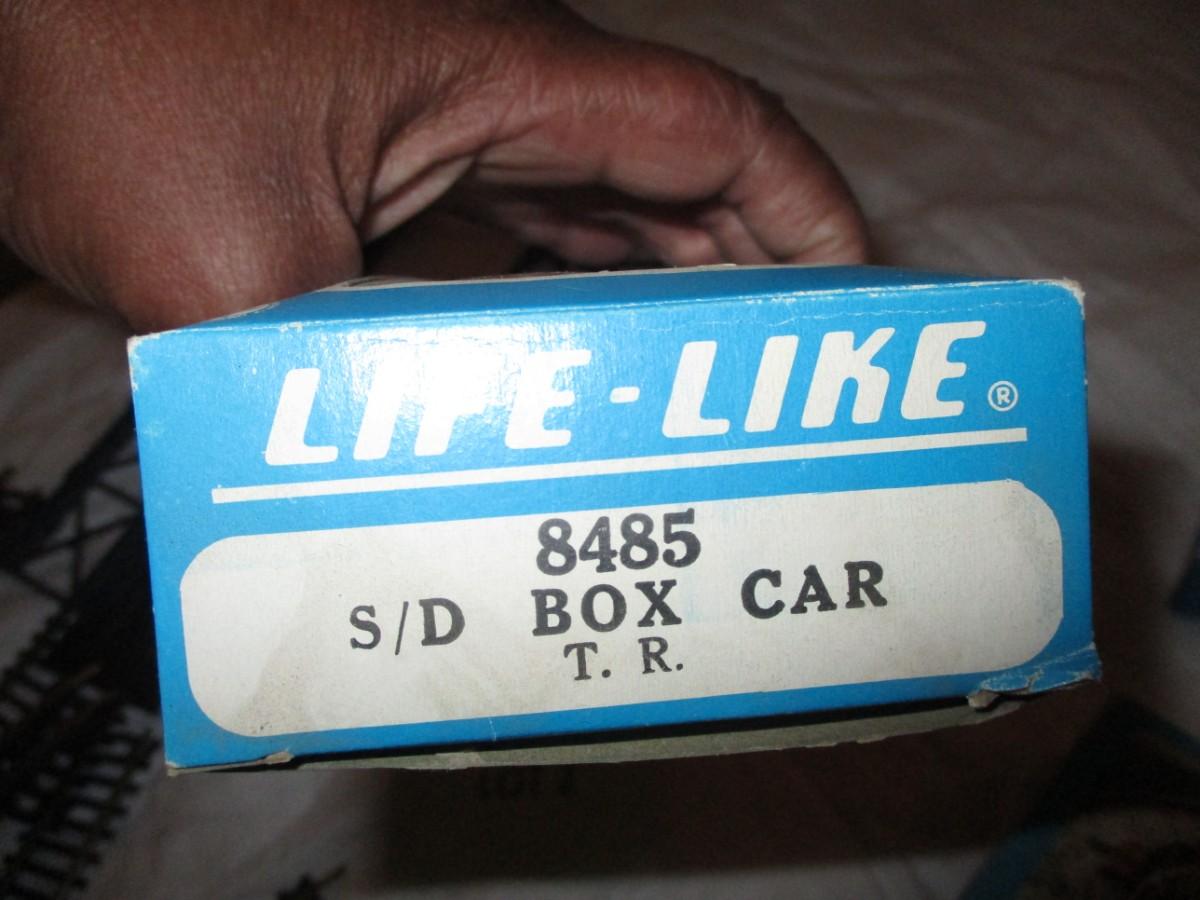 LIFE-LIKE®
8485
S/D BOX CAR
T. R.